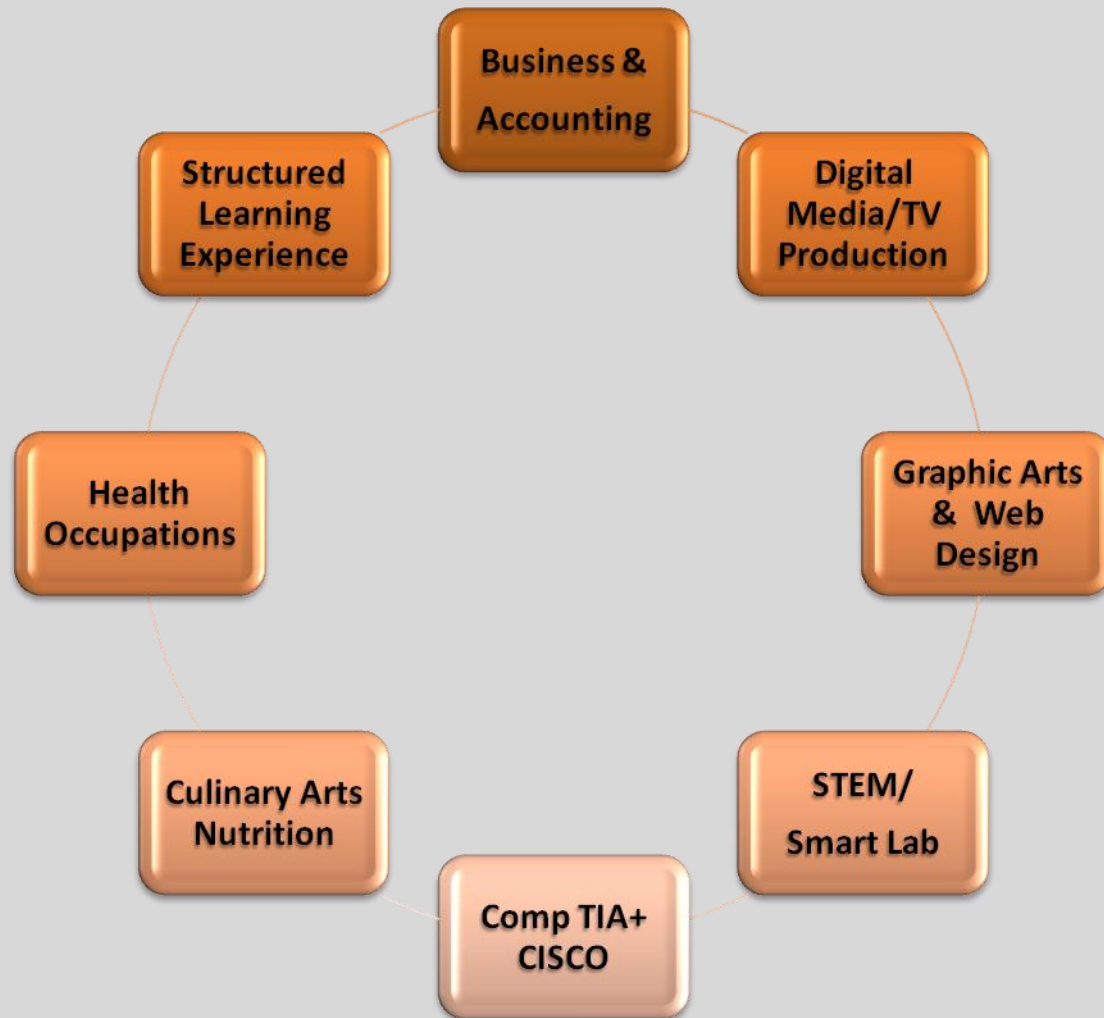 Business &
Accounting
Digital
Media/TV
Production
Graphic Arts
& Web
Design
STEM/
Smart Lab
Comp TIA+
CISCO
Culinary Arts
Nutrition
Health
Occupations
Structured
Learning
Experience